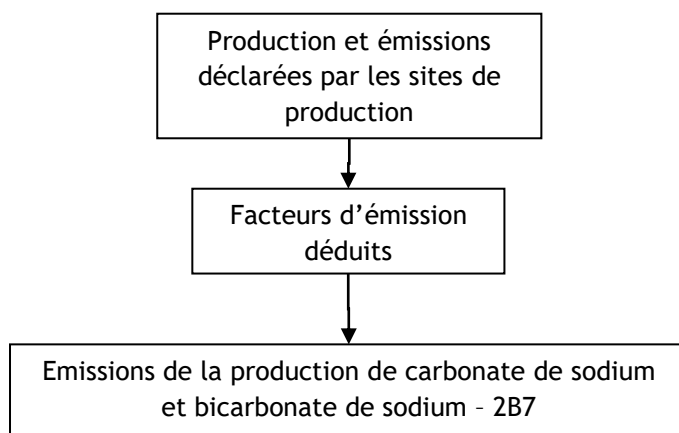 Production et émissions
déclarées par les sites de
production
Facteurs d’émission
déduits
Emissions de la production de carbonate de sodium
et bicarbonate de sodium – 2B7